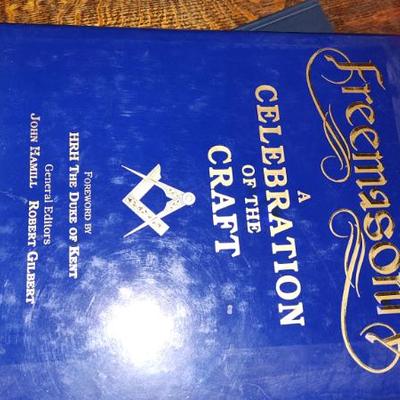 Freemasonry
A
CELEBRATION
OF THE
CRAFT
FOREWORD BY
HRH THE DUKE OF KENT
General Editors
JOHN HAMILL ROBERT GILBERT